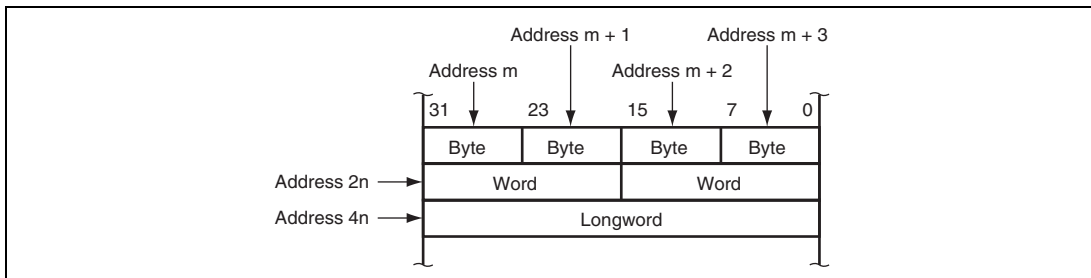 Address m + 1 Address m + 3
Address m Address m + 2
31 23 15 7 0
Byte Byte Byte Byte
Address 2n Word Word
Address 4n Longword